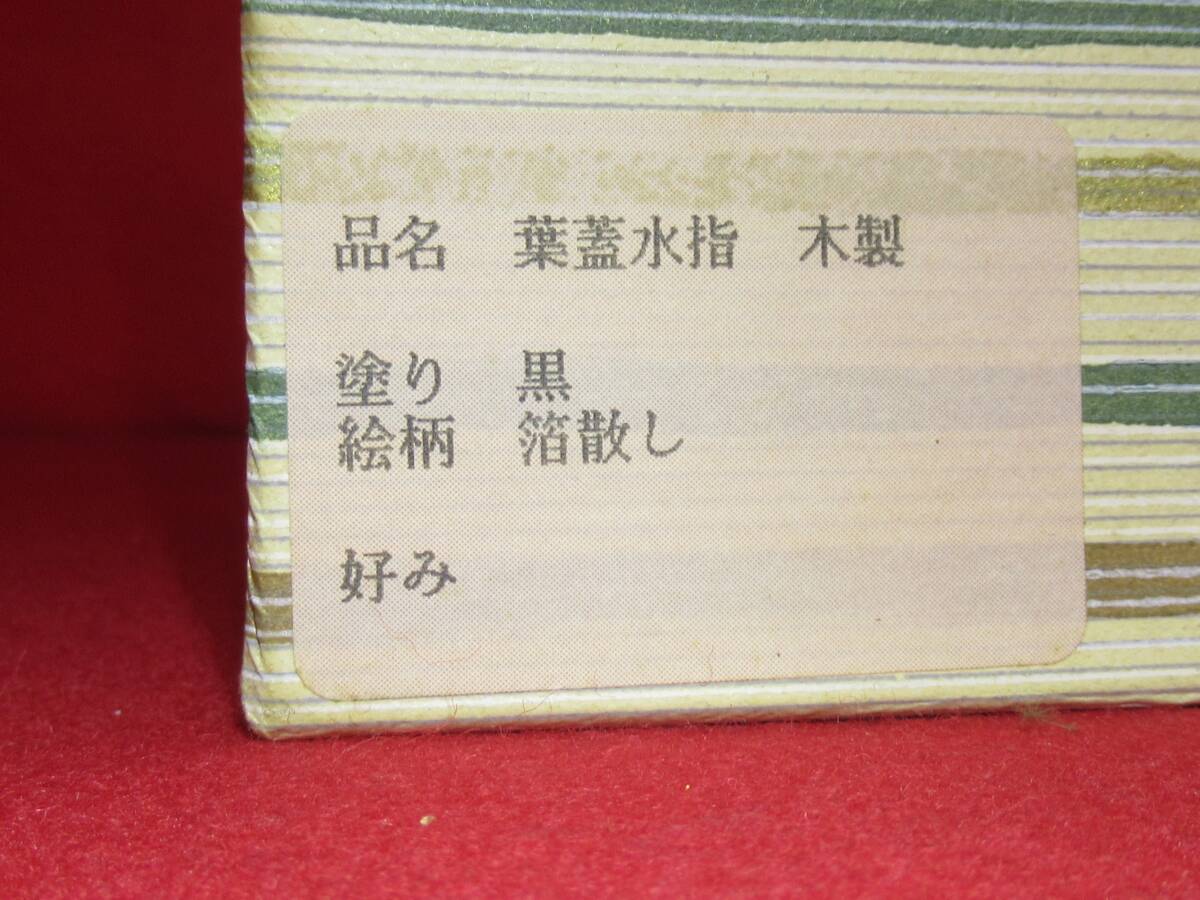 品名　葉蓋水指　木製
塗り　黒
絵柄　箔散し
好み